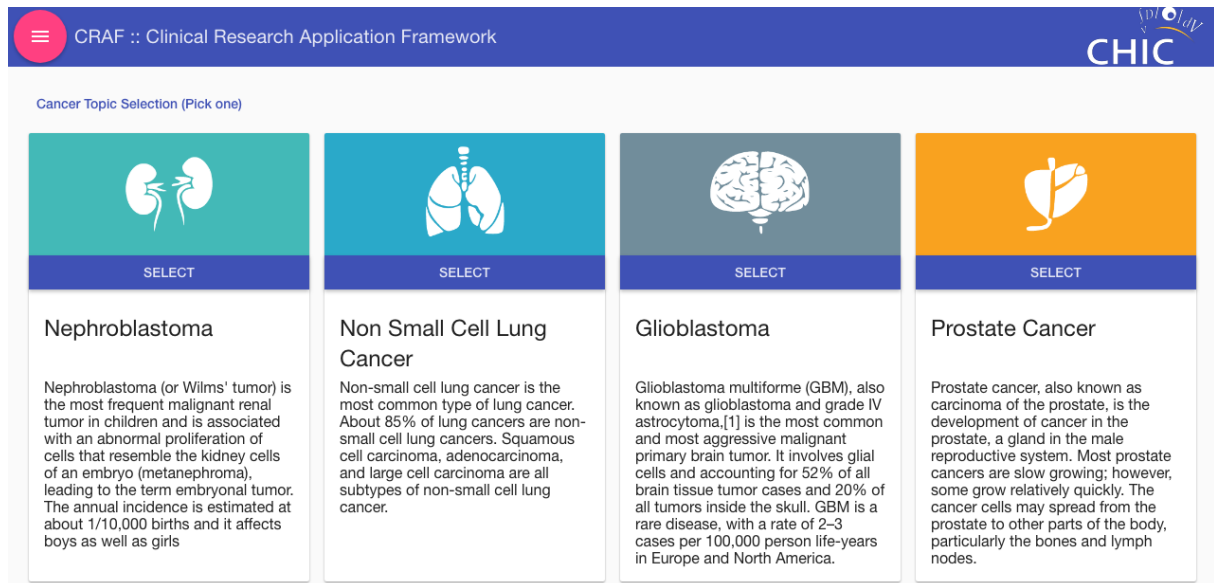 CRAF :: Clinical Research Application Framework
CHIC
Cancer Topic Selection (Pick one)
SELECT
Nephroblastoma
Nephroblastoma (or Wilms' tumor) is
the most frequent malignant renal
tumor in children and is associated
with an abnormal proliferation of
cells that resemble the kidney cells
of an embryo (metanephroma),
leading to the term embryonal tumor.
The annual incidence is estimated at
about 1/10,000 births and it affects
boys as well as girls
SELECT
Non Small Cell Lung
Cancer
Non-small cell lung cancer is the
most common type of lung cancer.
About 85% of lung cancers are non-
small cell lung cancers. Squamous
cell carcinoma, adenocarcinoma,
and large cell carcinoma are all
subtypes of non-small cell lung
cancer.
SELECT
Glioblastoma
Glioblastoma multiforme (GBM), also
known as glioblastoma and grade IV
astrocytoma,[1] is the most common
and most aggressive malignant
primary brain tumor. It involves glial
cells and accounting for 52% of all
brain tissue tumor cases and 20% of
all tumors inside the skull. GBM is a
rare disease, with a rate of 2–3
cases per 100,000 person life-years
in Europe and North America.
SELECT
Prostate Cancer
Prostate cancer, also known as
carcinoma of the prostate, is the
development of cancer in the
prostate, a gland in the male
reproductive system. Most prostate
cancers are slow growing; however,
some grow relatively quickly. The
cancer cells may spread from the
prostate to other parts of the body,
particularly the bones and lymph
nodes.